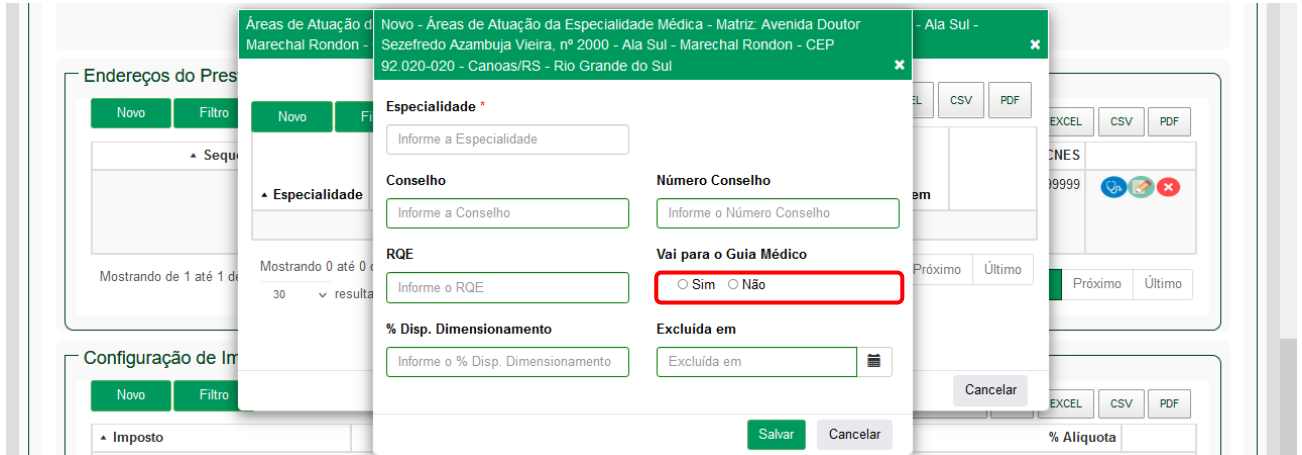 Áreas de Atuação d
Marechal Rondon -
- Ala Sul -
×
Novo - Áreas de Atuação da Especialidade Médica - Matriz: Avenida Doutor
Sezefredo Azambuja Vieira, nº 2000 - Ala Sul - Marechal Rondon - CEP
92.020-020 - Canoas/RS - Rio Grande do Sul
×
Especialidade *
Informe a Especialidade
Conselho
Número Conselho
Informe a Conselho
Informe o Número Conselho
RQE
Vai para o Guia Médico
Informe o RQE
Sim Não
% Disp. Dimensionamento
Excluída em
Informe o % Disp. Dimensionamento
Excluída em
Salvar Cancelar
Novo
CSV PDF
Especialidade
em
Mostrando 0 até 0
30 resulta
Próximo Último
Cancelar
Endereços do Pres
Novo Filtro
EXCEL CSV PDF
Sequ
CNES
99999
Mostrando de 1 até 1 de
Próximo Último
Configuração de Im
Novo Filtro
EXCEL CSV PDF
Imposto
% Alíquota